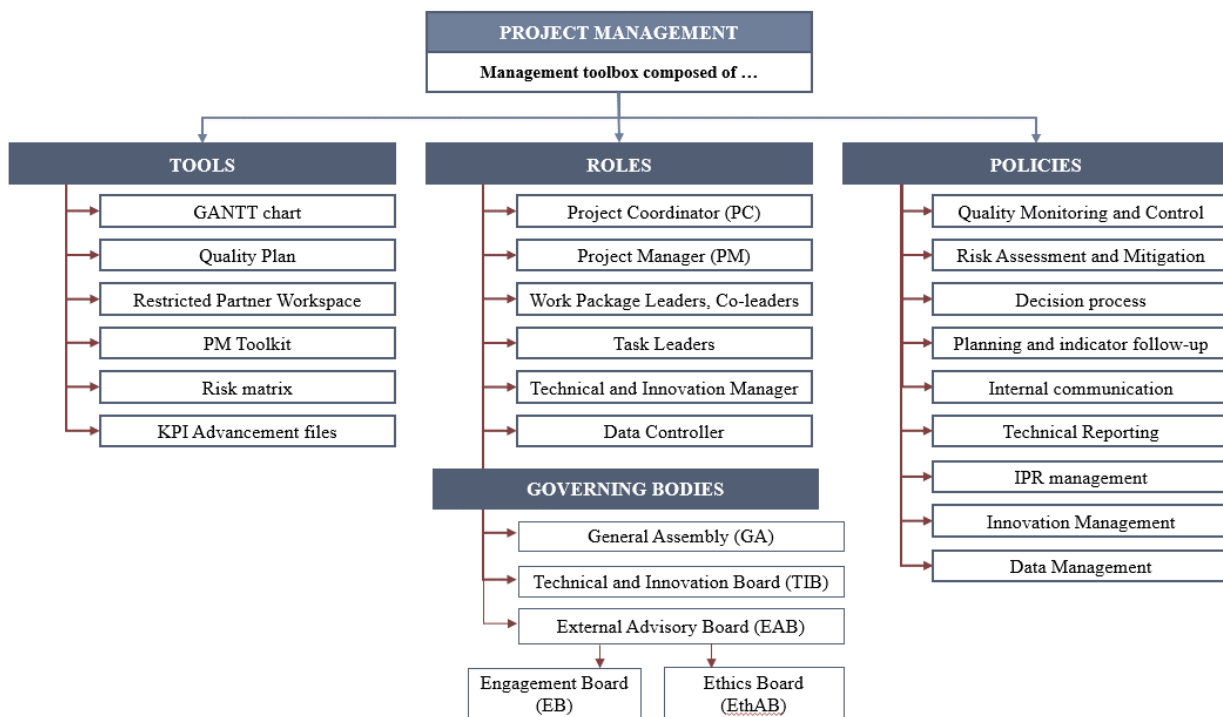 PROJECT MANAGEMENT
Management toolbox composed of …
TOOLS
GANTT chart
Quality Plan
Restricted Partner Workspace
PM Toolkit
Risk matrix
KPI Advancement files
ROLES
Project Coordinator (PC)
Project Manager (PM)
Work Package Leaders, Co-leaders
Task Leaders
Technical and Innovation Manager
Data Controller
GOVERNING BODIES
General Assembly (GA)
Technical and Innovation Board (TIB)
External Advisory Board (EAB)
Engagement Board
(EB)
Ethics Board
(EthAB)
POLICIES
Quality Monitoring and Control
Risk Assessment and Mitigation
Decision process
Planning and indicator follow-up
Internal communication
Technical Reporting
IPR management
Innovation Management
Data Management